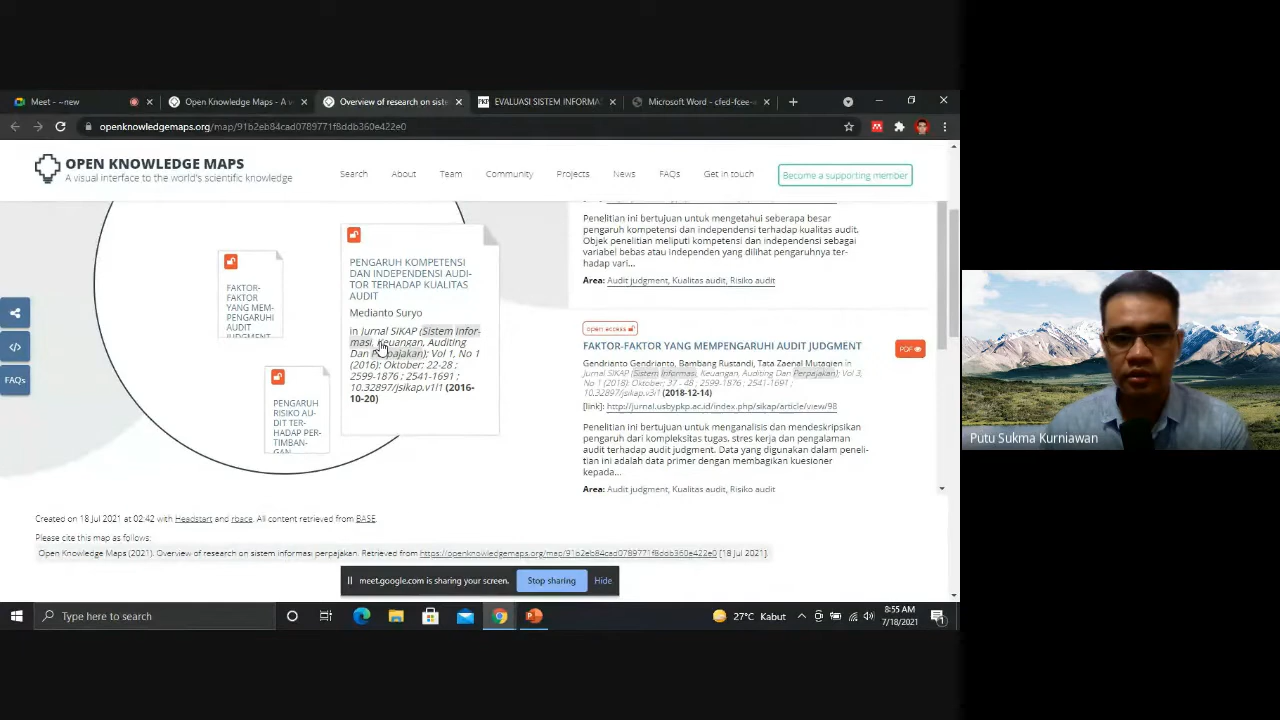 Meet - ~new
Open Knowledge Maps - A v
Overview of research on siste
PKP EVALUASI SISTEM INFORMAT
Microsoft Word - cfed-fcee-
openknowledgemaps.org/map/91b2eb84cad0789771f8ddb360e422e0
OPEN KNOWLEDGE MAPS
A visual interface to the world's scientific knowledge
Search About Team Community Projects News FAQs Get in touch
Become a supporting member
FAQs
FAKTOR-
FAKTOR
YANG MEM-
PENGARUHI
AUDIT
JUDGMENT
PENGARUH KOMPETENSI
DAN INDEPENDENSI AUDI-
TOR TERHADAP KUALITAS
AUDIT
Medianto Suryo
in Jurnal SIKAP (Sistem Infor-
masi, Keuangan, Auditing
Dan Perpajakan); Vol 1, No 1
(2016): Oktober; 22-28 ;
2599-1876 ; 2541-1691 ;
10.32897/jsikap.v1i1 (2016-
10-20)
PENGARUH
RISIKO AU-
DIT TER-
HADAP PER-
TIMBAN-
GAN
Penelitian ini bertujuan untuk mengetahui seberapa besar
pengaruh kompetensi dan independensi terhadap kualitas audit.
Objek penelitian meliputi kompetensi dan independensi sebagai
variabel bebas atau independen yang dilihat pengaruhnya ter-
hadap vari...
Area: Audit judgment, Kualitas audit, Risiko audit
open access
FAKTOR-FAKTOR YANG MEMPENGARUHI AUDIT JUDGMENT
PDF
Gendrianto Gendrianto, Bambang Rustandi, Tata Zaenal Mutaqien in
Jurnal SIKAP (Sistem Informasi, Keuangan, Auditing Dan Perpajakan); Vol 3,
No 1 (2018): Oktober; 37 - 48 ; 2599-1876 ; 2541-1691 ;
10.32897/jsikap.v3i1 (2018-12-14)
[link]: http://jurnal.usbypkp.ac.id/index.php/sikap/article/view/98
Penelitian ini bertujuan untuk menganalisis dan mendeskripsikan
pengaruh dari kompleksitas tugas, stres kerja dan pengalaman
audit terhadap audit judgment. Data yang digunakan dalam peneli-
tian ini adalah data primer dengan membagikan kuesioner
kepada...
Area: Audit judgment, Kualitas audit, Risiko audit
Created on 18 Jul 2021 at 02:42 with Headstart and rbace. All content retrieved from BASE.
Please cite this map as follows:
Open Knowledge Maps (2021). Overview of research on sistem informasi perpajakan. Retrieved from https://openknowledgemaps.org/map/91b2eb84cad0789771f8ddb360e422e0 [18 Jul 2021].
meet.google.com is sharing your screen.
Stop sharing
Hide
Type here to search
27°C Kabut
8:55 AM
7/18/2021
1
Putu Sukma Kurniawan